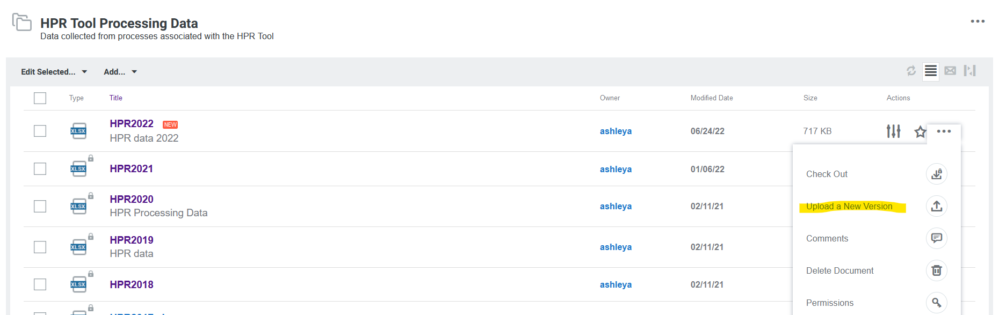 HPR Tool Processing Data
Data collected from processes associated with the HPR Tool
Edit Selected... Add...
Type Title Owner Modified Date Size Actions
XLSX HPR2022 NEW ashleya 06/24/22 717 KB
HPR data 2022
XLSX HPR2021 ashleya 01/06/22
Check Out
XLSX HPR2020 ashleya 02/11/21
HPR Processing Data
Upload a New Version
Comments
XLSX HPR2019 ashleya 02/11/21
HPR data
Delete Document
XLSX HPR2018 ashleya 02/11/21
Permissions